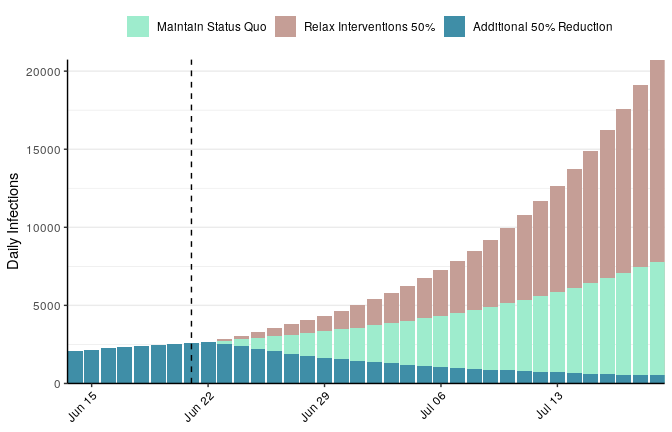 Maintain Status Quo Relax Interventions 50% Additional 50% Reduction
Daily Infections
20000
15000
10000
5000
0
Jun 15 Jun 22 Jun 29 Jul 06 Jul 13